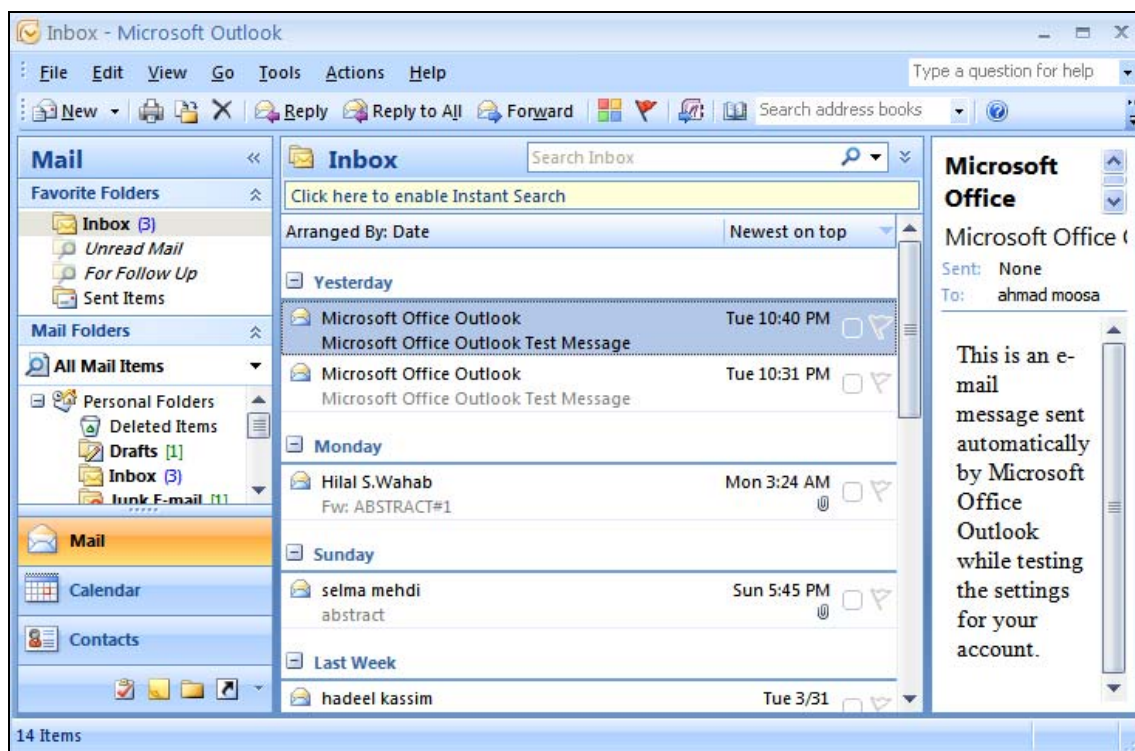 Inbox - Microsoft Outlook
File Edit View Go Tools Actions Help Type a question for help
New Reply Reply to All Forward Search address books
Mail
Favorite Folders
Inbox (3)
Unread Mail
For Follow Up
Sent Items
Mail Folders
All Mail Items
Personal Folders
Deleted Items
Drafts [1]
Inbox (3)
Junk E-mail [1]
Mail
Calendar
Contacts
Inbox Search Inbox
Click here to enable Instant Search
Arranged By: Date Newest on top
Yesterday
Microsoft Office Outlook Tue 10:40 PM
Microsoft Office Outlook Test Message
Microsoft Office Outlook Tue 10:31 PM
Microsoft Office Outlook Test Message
Monday
Hilal S.Wahab Mon 3:24 AM
Fw: ABSTRACT#1
Sunday
selma mehdi Sun 5:45 PM
abstract
Last Week
hadeel kassim Tue 3/31
Microsoft
Office
Microsoft Office
Sent: None
To: ahmad moosa
This is an e-
mail
message sent
automatically
by Microsoft
Office
Outlook
while testing
the settings
for your
account.
14 Items